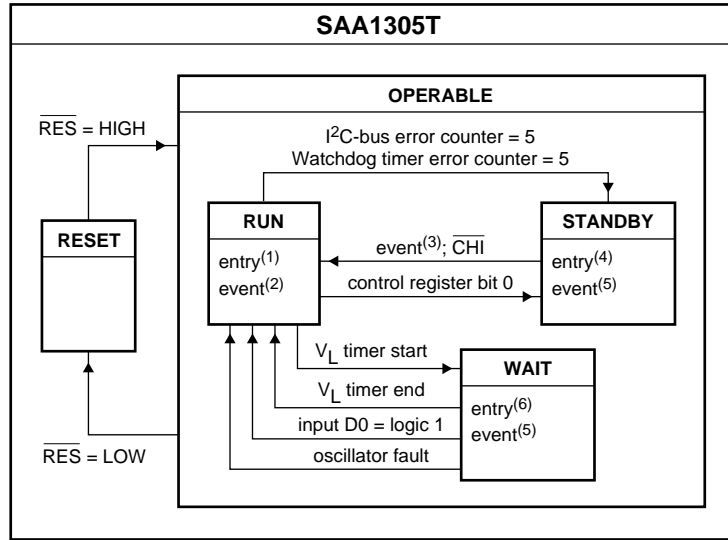 SAA1305T
OPERABLE
RES = HIGH
I2C-bus error counter = 5
Watchdog timer error counter = 5
RESET
RUN
entry(1)
event(2)
STANDBY
entry(4)
event(5)
event(3); CHI
control register bit 0
VL timer start
WAIT
entry(6)
event(5)
VL timer end
input D0 = logic 1
oscillator fault
RES = LOW